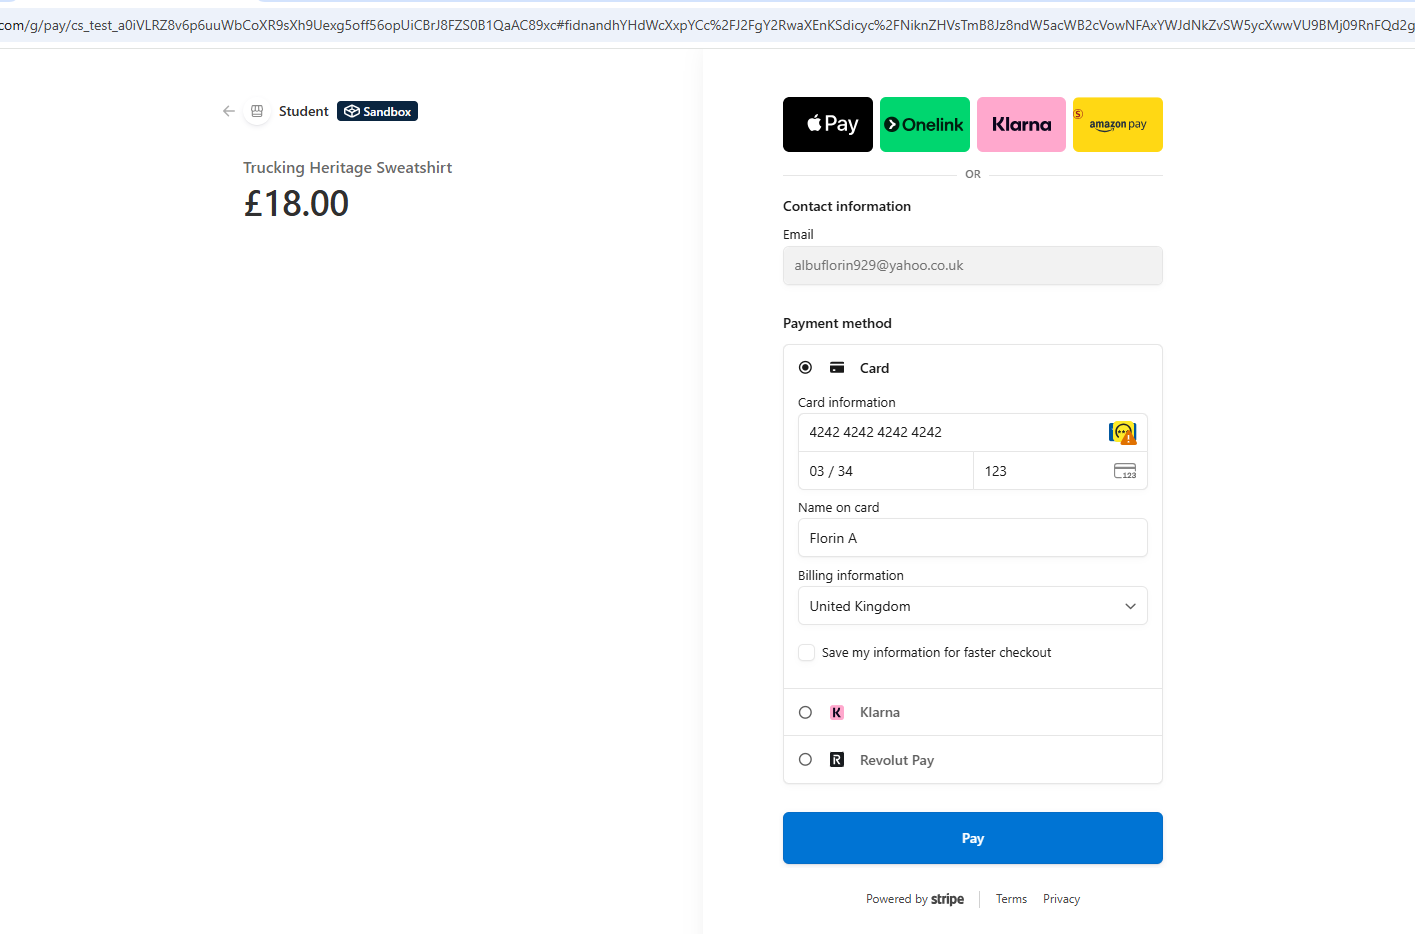 com/g/pay/cs_test_a0iVLRZ8v6p6uuWbCoXR9sXh9Uexg5off56opUiCBrJ8FZS0B1QaAC89xc#fidnandhYHdWcXxpYCc%2FJ2FgY2RwaXEnKSdicyc%2FNiknZHVsTmB8Jz8ndW5acWB2cVowNFAxYWJdNkZvSW5ycXwwVU9BMj09RnFQd2g
Student Sandbox
Trucking Heritage Sweatshirt
£18.00
Pay Onelink Klarna amazon pay
OR
Contact information
Email
albuflorin929@yahoo.co.uk
Payment method
Card
Card information
4242 4242 4242 4242
03 / 34 123 123
Name on card
Florin A
Billing information
United Kingdom
Save my information for faster checkout
K Klarna
R Revolut Pay
Pay
Powered by stripe Terms Privacy